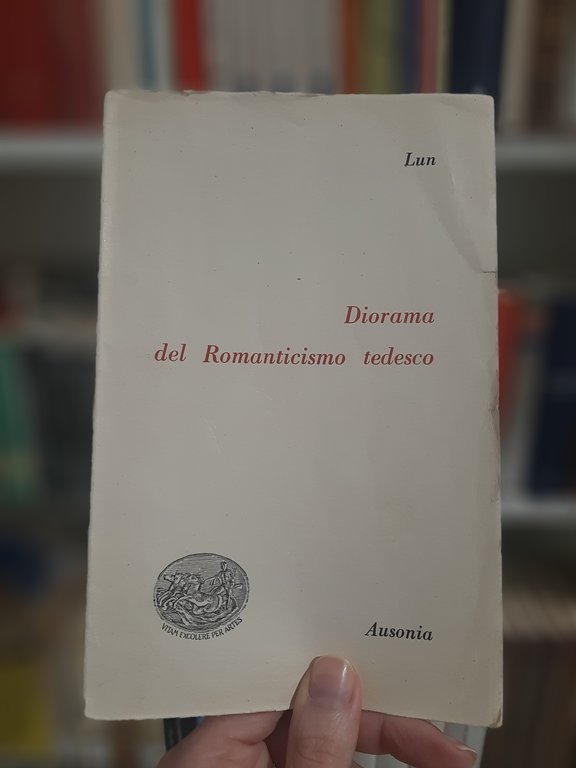 Lun
Diorama
del Romanticismo tedesco
VITAM EXCOLERE PER ARTES
Ausonia